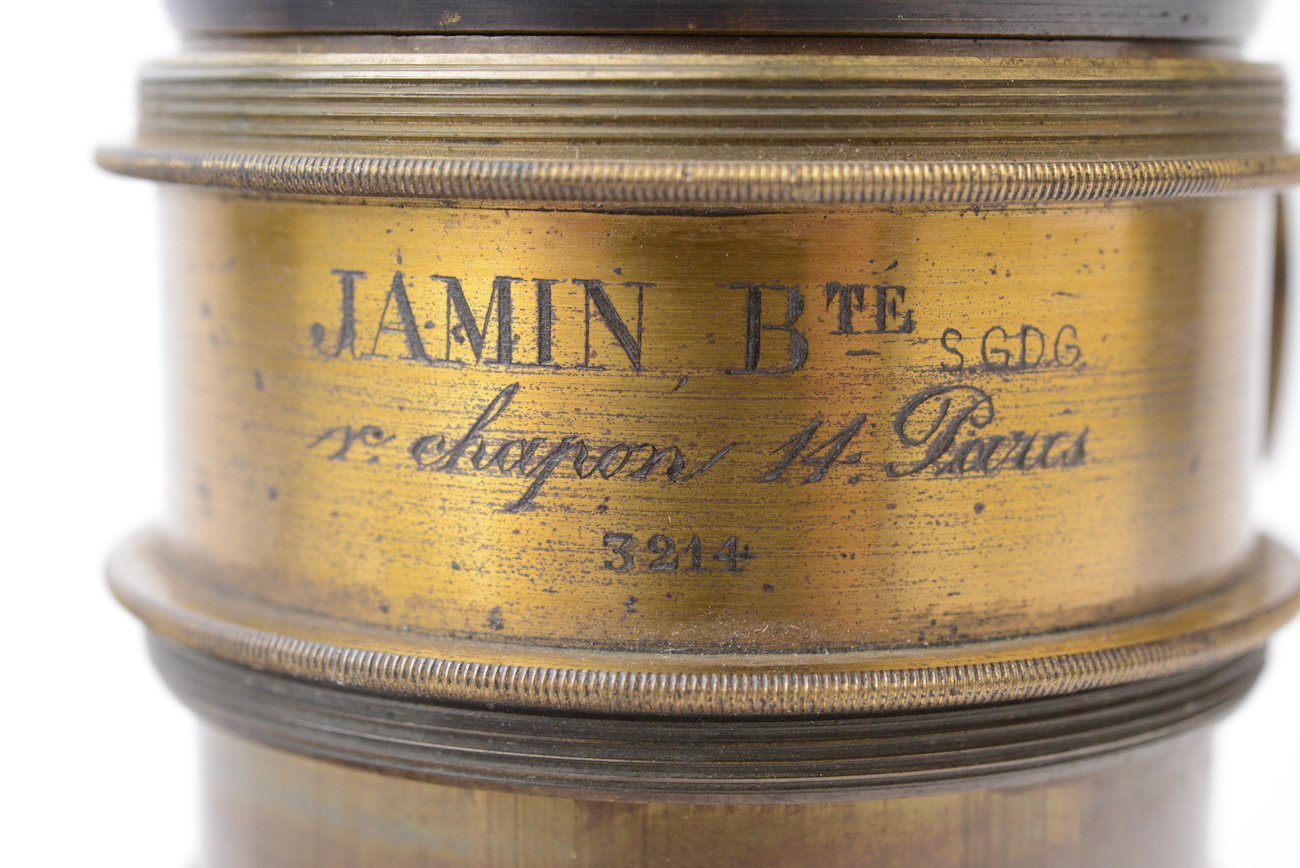 JAMIN BTÉ S.G.D.G.
r. chapon, 14. Paris
3214